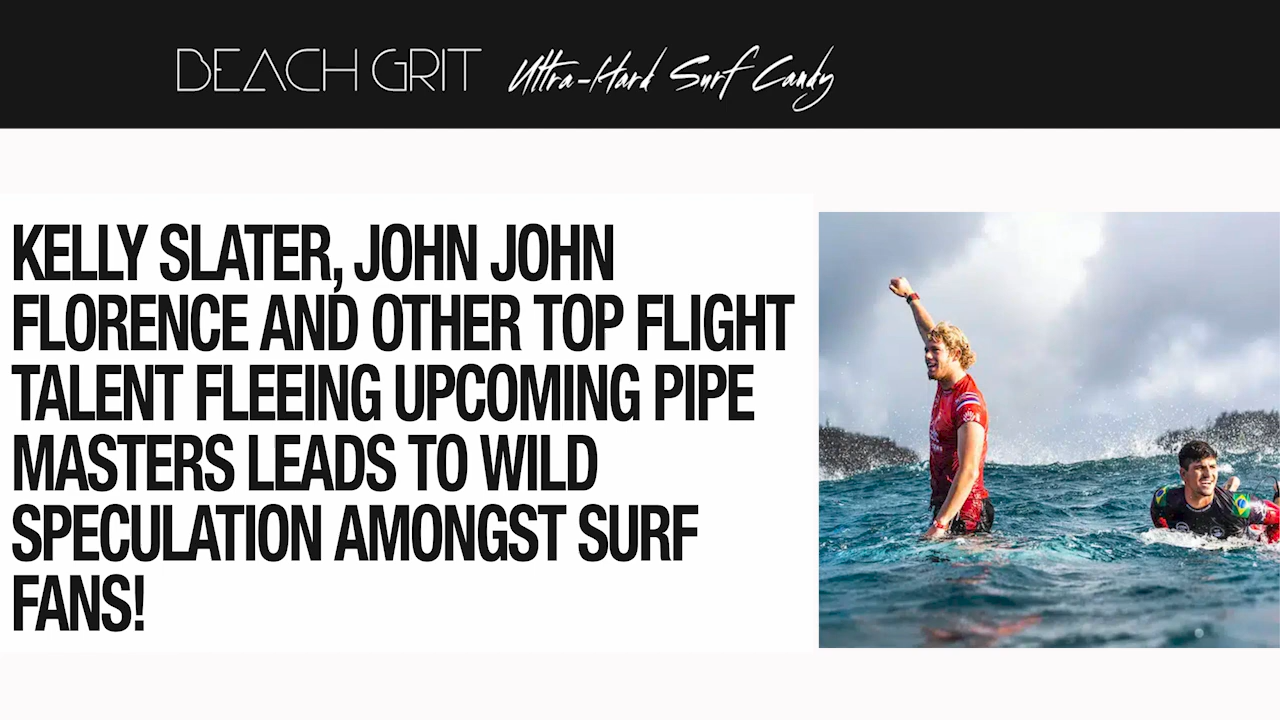 BEACH GRIT Ultra-Hard Surf Candy
KELLY SLATER, JOHN JOHN
FLORENCE AND OTHER TOP FLIGHT
TALENT FLEEING UPCOMING PIPE
MASTERS LEADS TO WILD
SPECULATION AMONGST SURF
FANS!